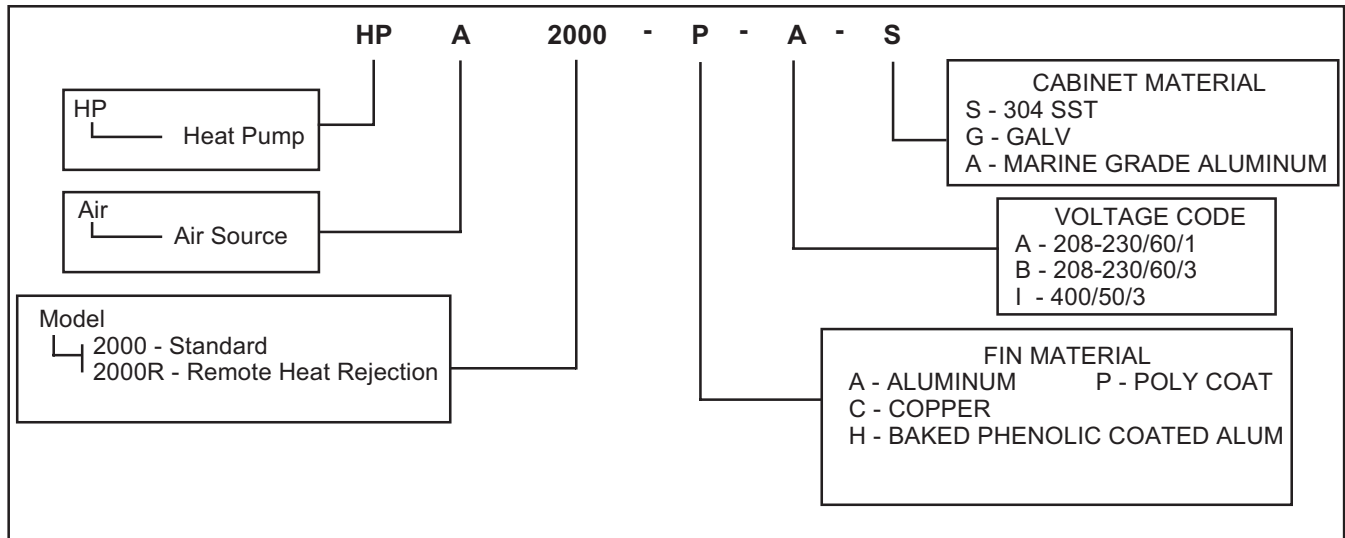 HP A 2000 - P - A - S
HP
Heat Pump
Air
Air Source
Model
2000 - Standard
2000R - Remote Heat Rejection
CABINET MATERIAL
S - 304 SST
G - GALV
A - MARINE GRADE ALUMINUM
VOLTAGE CODE
A - 208-230/60/1
B - 208-230/60/3
I - 400/50/3
FIN MATERIAL
A - ALUMINUM P - POLY COAT
C - COPPER
H - BAKED PHENOLIC COATED ALUM